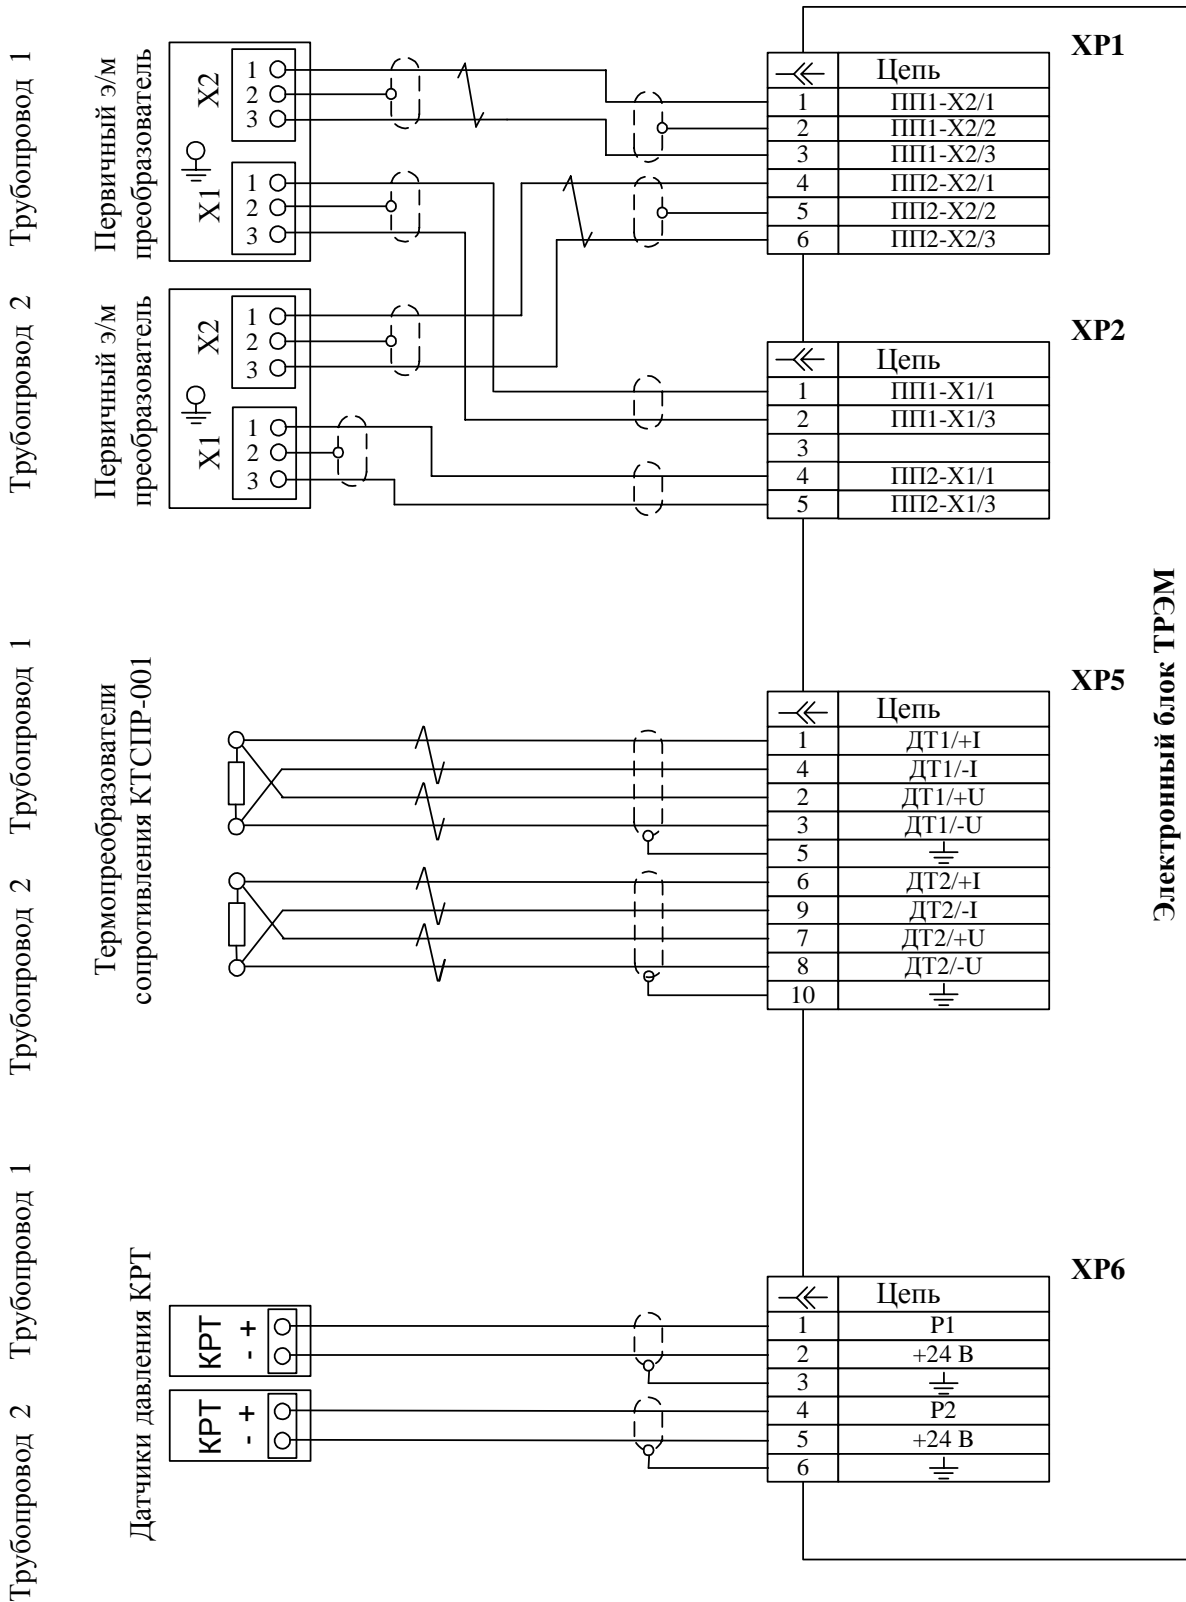 Трубопровод 1
Первичный э/м
преобразователь
X2
1
2
3
X1
1
2
3
Трубопровод 2
Первичный э/м
преобразователь
X2
1
2
3
X1
1
2
3
XP1
Цепь
1 ПП1-X2/1
2 ПП1-X2/2
3 ПП1-X2/3
4 ПП2-X2/1
5 ПП2-X2/2
6 ПП2-X2/3
XP2
Цепь
1 ПП1-X1/1
2 ПП1-X1/3
3
4 ПП2-X1/1
5 ПП2-X1/3
Электронный блок ТРЭМ
Трубопровод 1
Трубопровод 2
Термопреобразователи
сопротивления КТСПР-001
XP5
Цепь
1 ДТ1/+I
4 ДТ1/-I
2 ДТ1/+U
3 ДТ1/-U
5
6 ДТ2/+I
9 ДТ2/-I
7 ДТ2/+U
8 ДТ2/-U
10
Трубопровод 1
Трубопровод 2
Датчики давления КРТ
КРТ
- +
КРТ
- +
XP6
Цепь
1 P1
2 +24 В
3
4 P2
5 +24 В
6